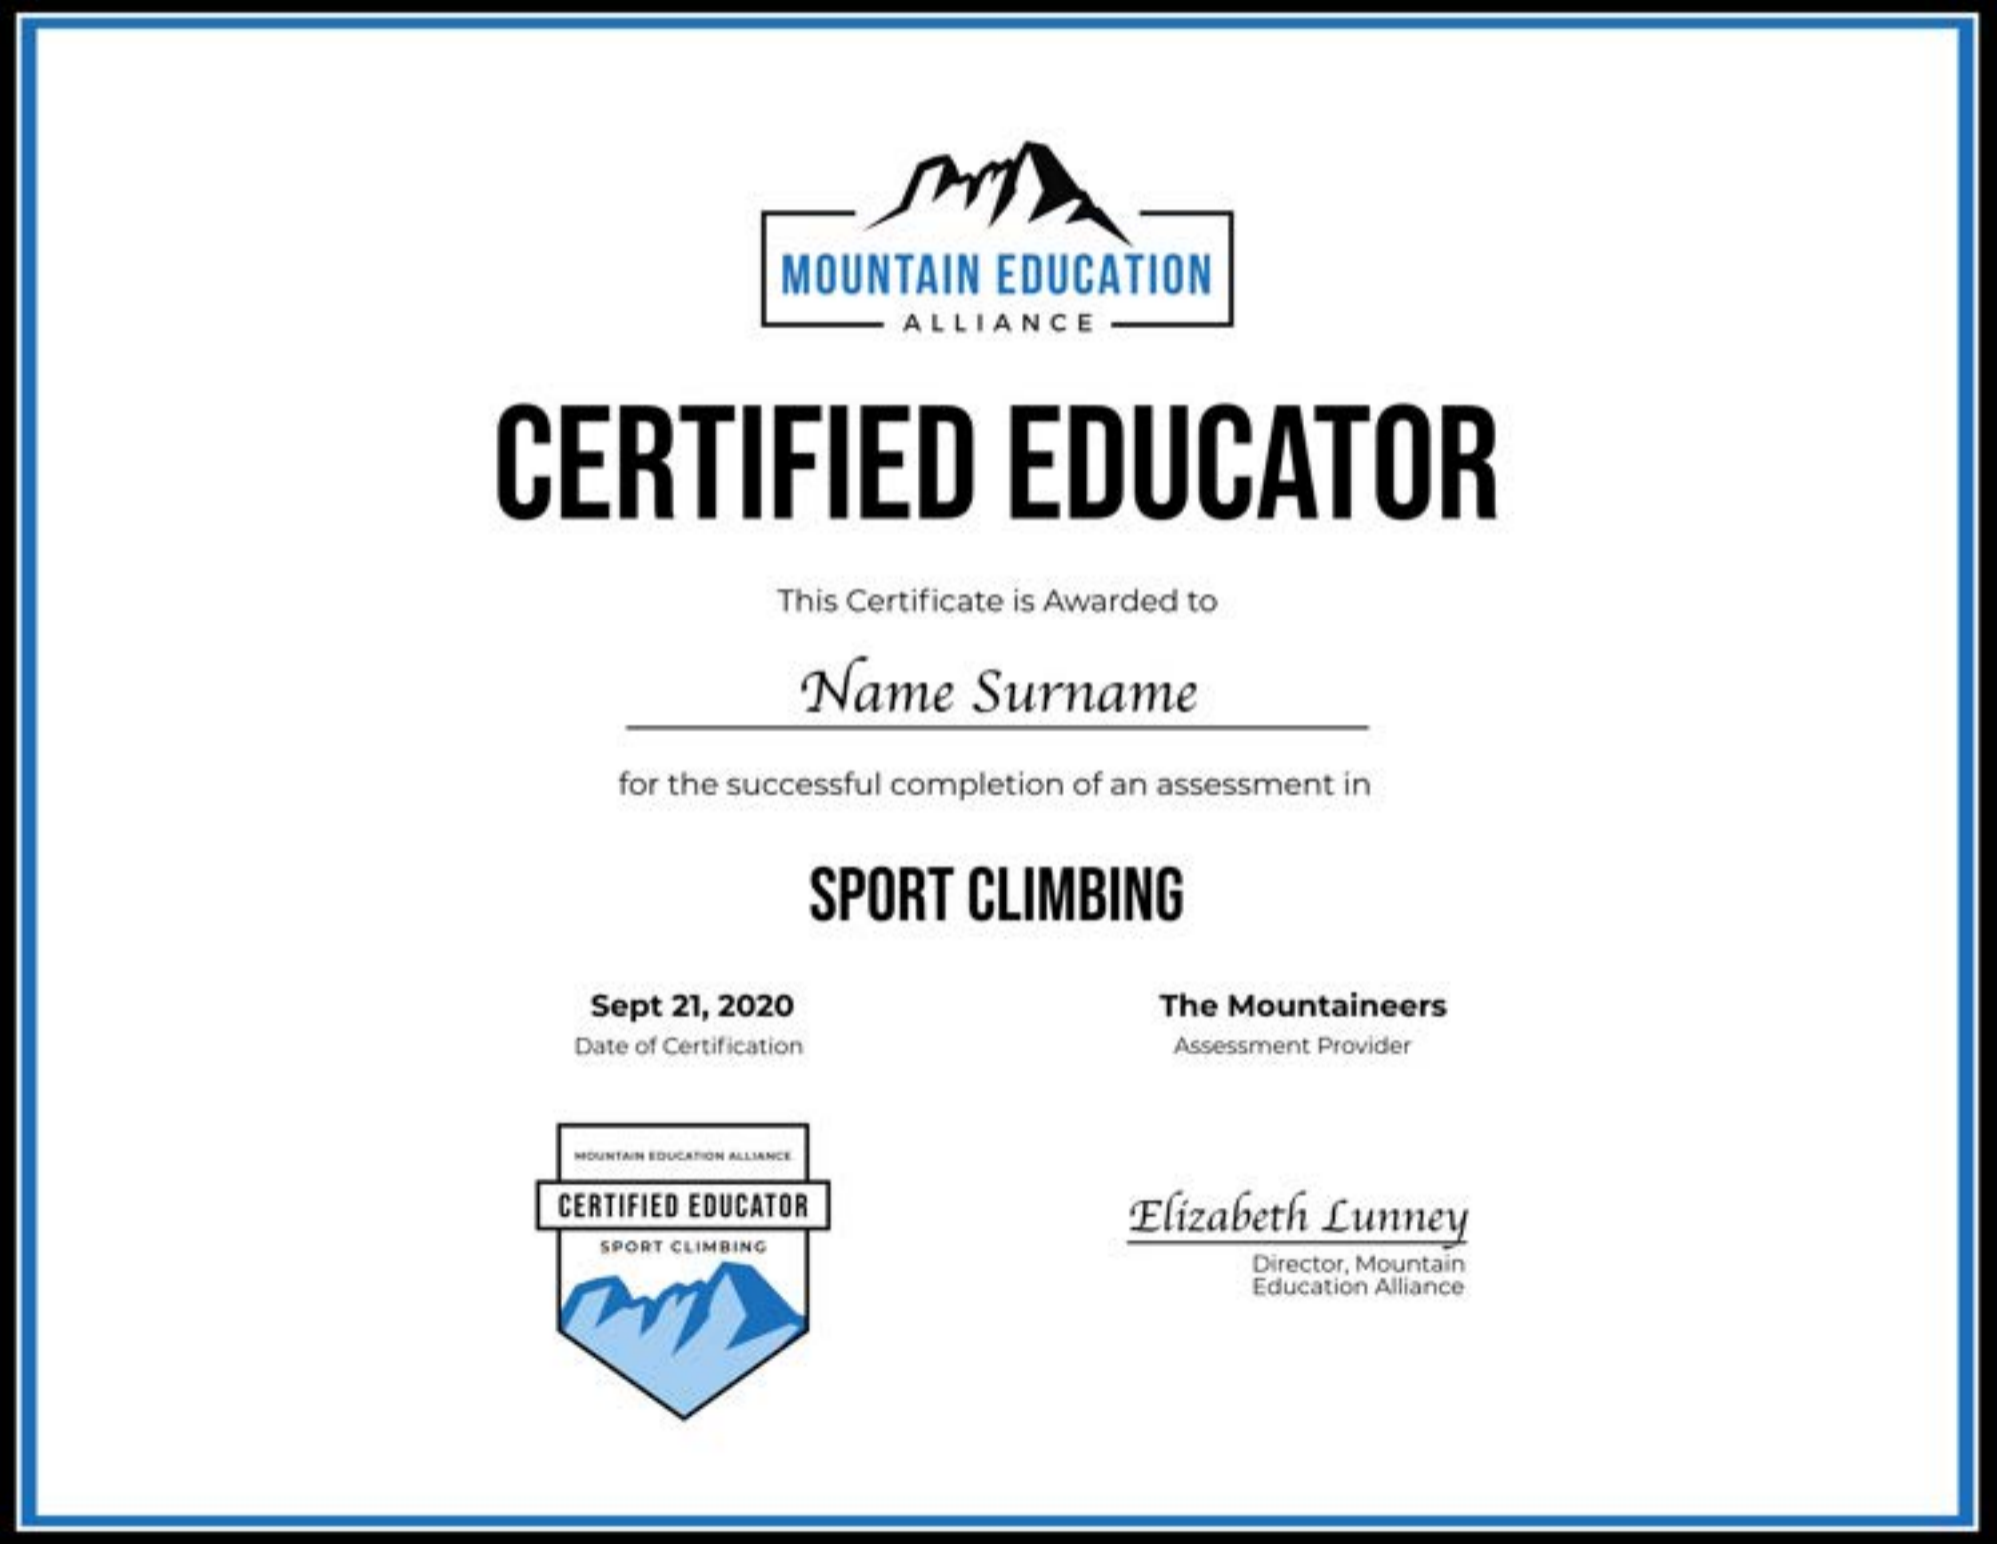 MOUNTAIN EDUCATION
ALLIANCE
CERTIFIED EDUCATOR
This Certificate is Awarded to
Name Surname
for the successful completion of an assessment in
SPORT CLIMBING
Sept 21, 2020
Date of Certification
The Mountaineers
Assessment Provider
MOUNTAIN EDUCATION ALLIANCE
CERTIFIED EDUCATOR
SPORT CLIMBING
Elizabeth Lunney
Director, Mountain
Education Alliance